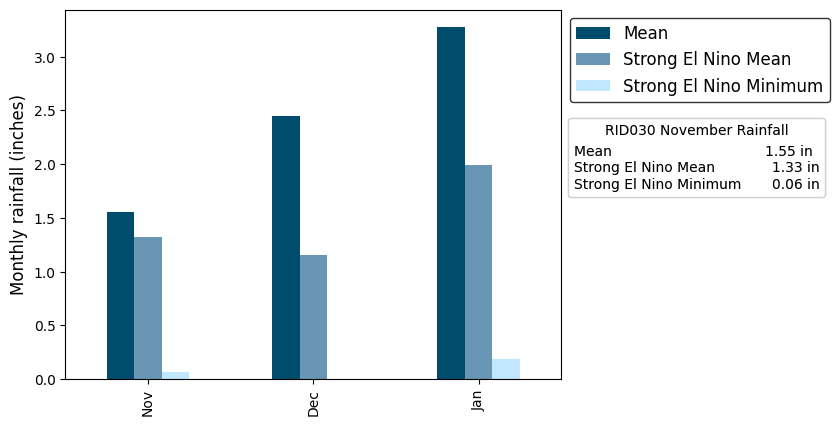 Monthly rainfall (inches)
3.0
2.5
2.0
1.5
1.0
0.5
0.0
Nov
Dec
Jan
Mean
Strong El Nino Mean
Strong El Nino Minimum
RID030 November Rainfall
Mean 1.55 in
Strong El Nino Mean 1.33 in
Strong El Nino Minimum 0.06 in